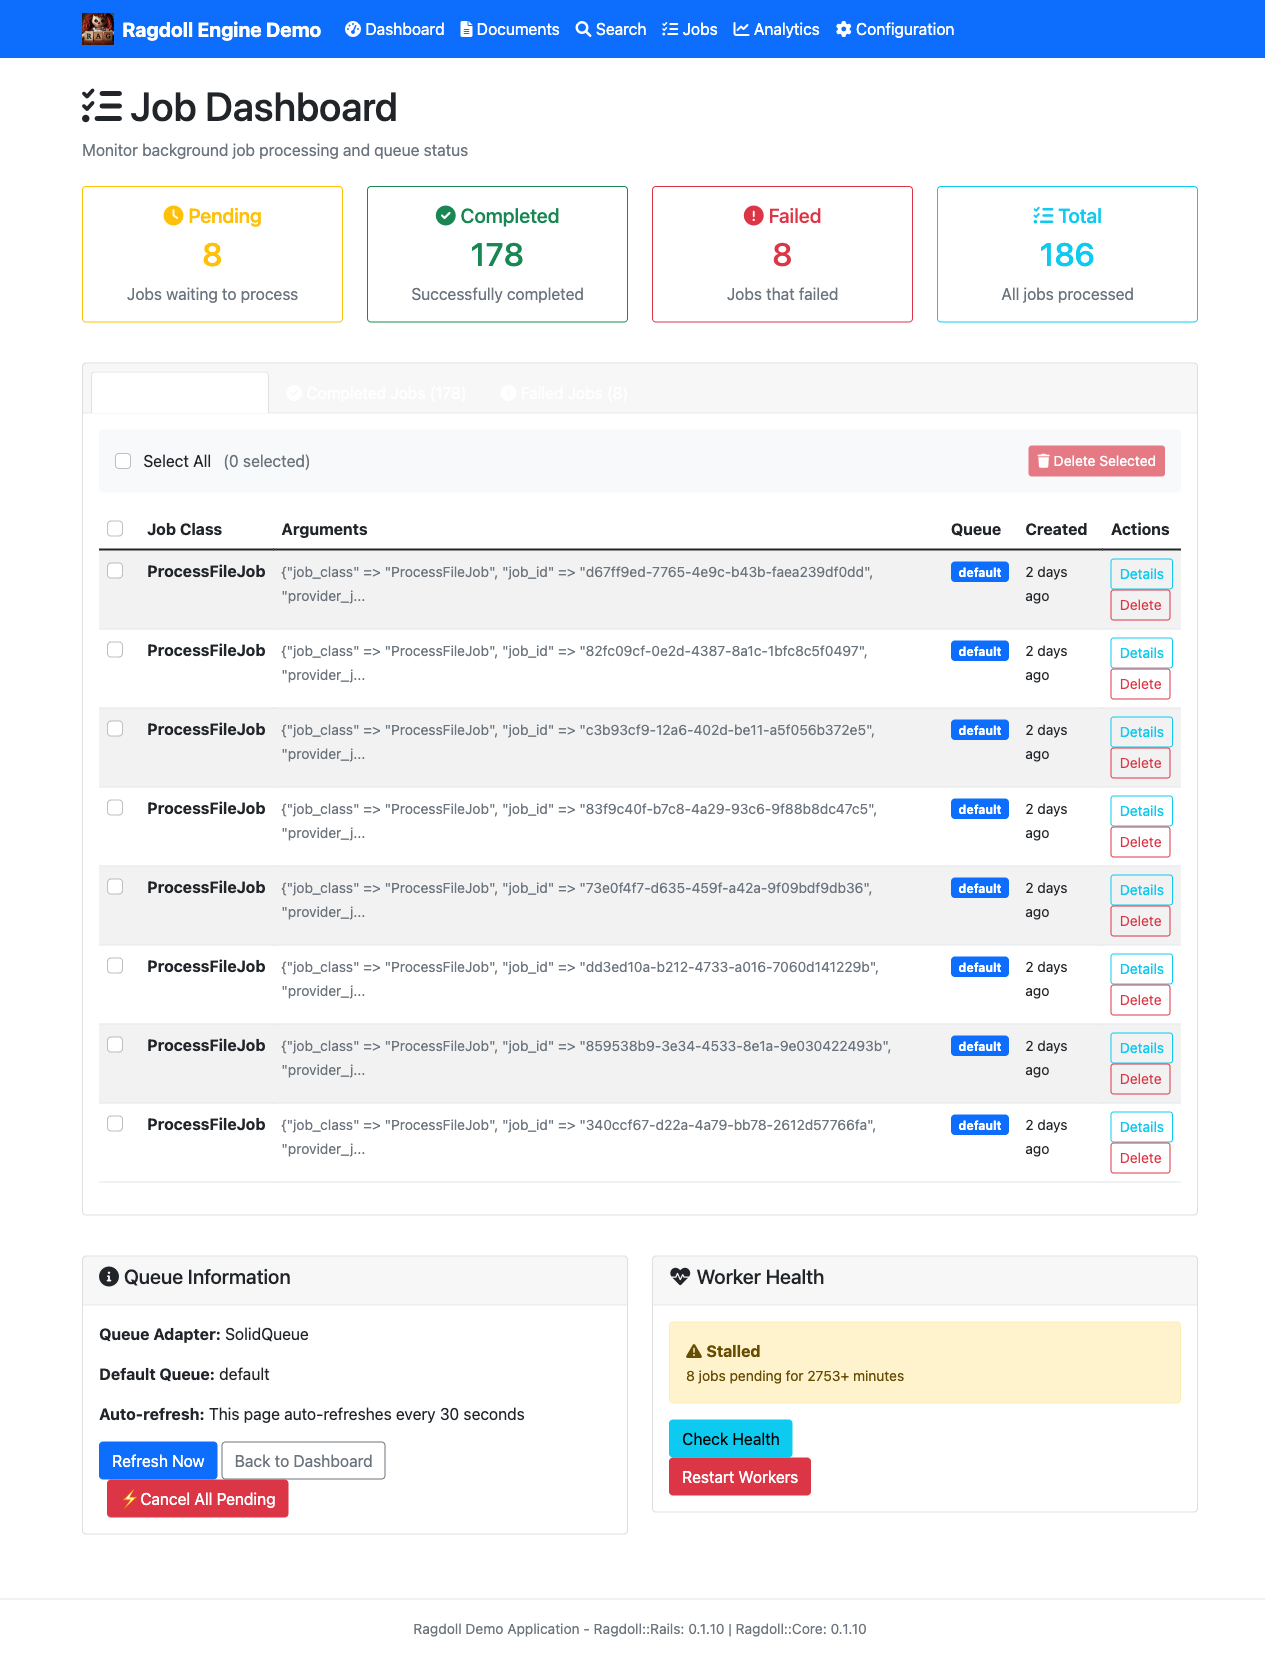 Ragdoll Engine Demo Dashboard Documents Search Jobs Analytics Configuration
Job Dashboard
Monitor background job processing and queue status
Pending
8
Jobs waiting to process
Completed
178
Successfully completed
Failed
8
Jobs that failed
Total
186
All jobs processed
Completed Jobs (178) Failed Jobs (8)
Select All (0 selected) Delete Selected
Job Class Arguments Queue Created Actions
ProcessFileJob {"job_class" => "ProcessFileJob", "job_id" => "d67ff9ed-7765-4e9c-b43b-faea239df0dd", default 2 days Details
"provider_j... ago Delete
ProcessFileJob {"job_class" => "ProcessFileJob", "job_id" => "82fc09cf-0e2d-4387-8a1c-1bfc8c5f0497", default 2 days Details
"provider_j... ago Delete
ProcessFileJob {"job_class" => "ProcessFileJob", "job_id" => "c3b93cf9-12a6-402d-be11-a5f056b372e5", default 2 days Details
"provider_j... ago Delete
ProcessFileJob {"job_class" => "ProcessFileJob", "job_id" => "83f9c40f-b7c8-4a29-93c6-9f88b8dc47c5", default 2 days Details
"provider_j... ago Delete
ProcessFileJob {"job_class" => "ProcessFileJob", "job_id" => "73e0f4f7-d635-459f-a42a-9f09bdf9db36", default 2 days Details
"provider_j... ago Delete
ProcessFileJob {"job_class" => "ProcessFileJob", "job_id" => "dd3ed10a-b212-4733-a016-7060d141229b", default 2 days Details
"provider_j... ago Delete
ProcessFileJob {"job_class" => "ProcessFileJob", "job_id" => "859538b9-3e34-4533-8e1a-9e030422493b", default 2 days Details
"provider_j... ago Delete
ProcessFileJob {"job_class" => "ProcessFileJob", "job_id" => "340ccf67-d22a-4a79-bb78-2612d57766fa", default 2 days Details
"provider_j... ago Delete
Queue Information
Queue Adapter: SolidQueue
Default Queue: default
Auto-refresh: This page auto-refreshes every 30 seconds
Refresh Now Back to Dashboard
⚡Cancel All Pending
Worker Health
Stalled
8 jobs pending for 2753+ minutes
Check Health
Restart Workers
Ragdoll Demo Application - Ragdoll::Rails: 0.1.10 | Ragdoll::Core: 0.1.10